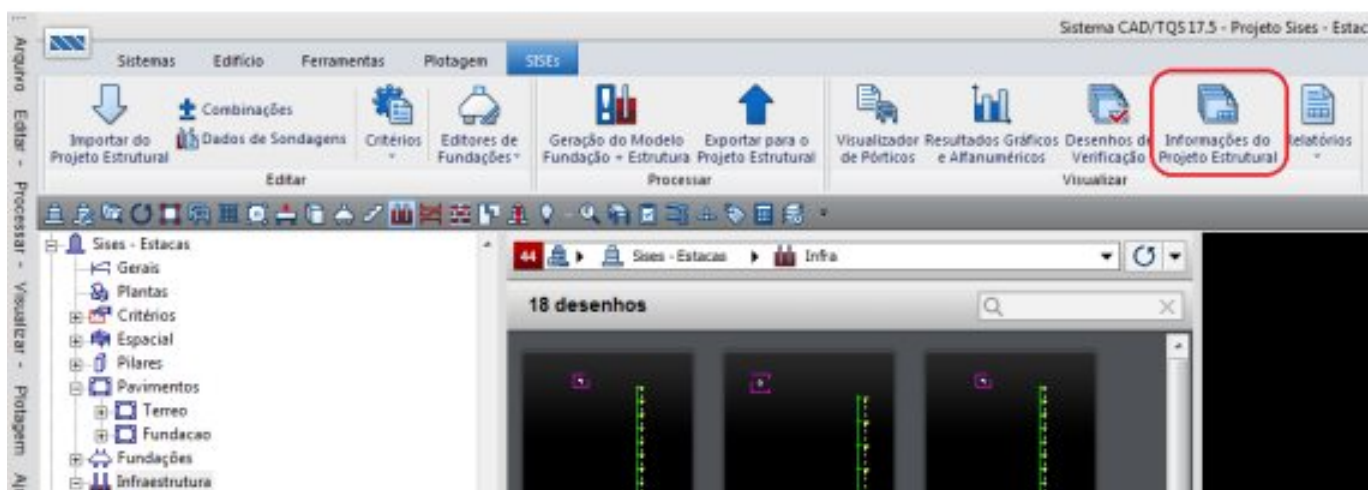 Sistema CAD/TQS 17.5 - Projeto Sises - Estac
Arquivo Editar - Processar - Visualizar - Plotagem
Sistemas Edifício Ferramentas Plotagem SISEs
Importar do Projeto Estrutural
Combinações
Dados de Sondagens
Critérios
Editores de Fundações
Geração do Modelo Fundação + Estrutura
Exportar para o Projeto Estrutural
Visualizador de Pórticos
Resultados Gráficos e Alfanuméricos
Desenhos de Verificação
Informações do Projeto Estrutural
Relatórios
Editar Processar Visualizar
Sises - Estacas
Gerais
Plantas
Critérios
Espacial
Pilares
Pavimentos
Terreo
Fundacao
Fundações
Infraestrutura
44 Sises - Estacas Infra
18 desenhos